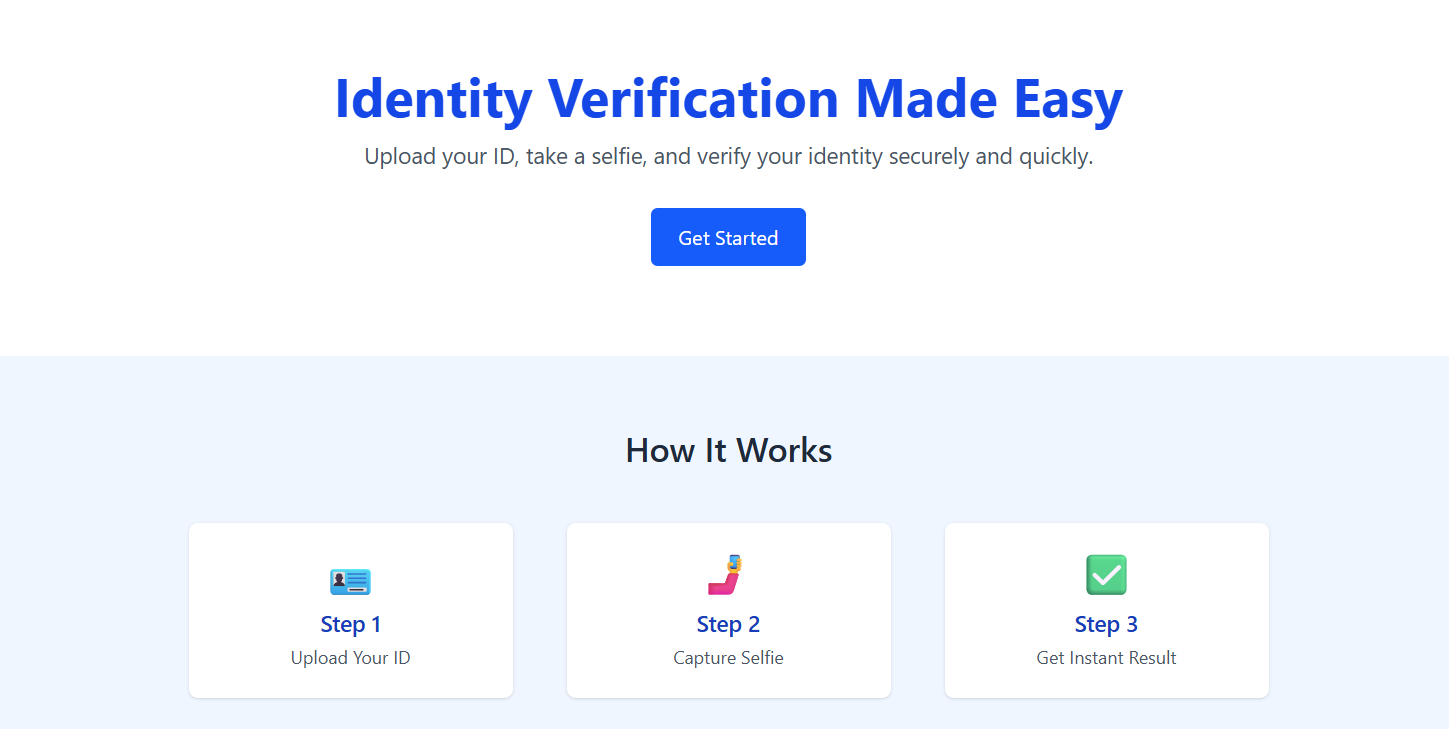 Identity Verification Made Easy
Upload your ID, take a selfie, and verify your identity securely and quickly.
Get Started
How It Works
Step 1
Upload Your ID
Step 2
Capture Selfie
Step 3
Get Instant Result